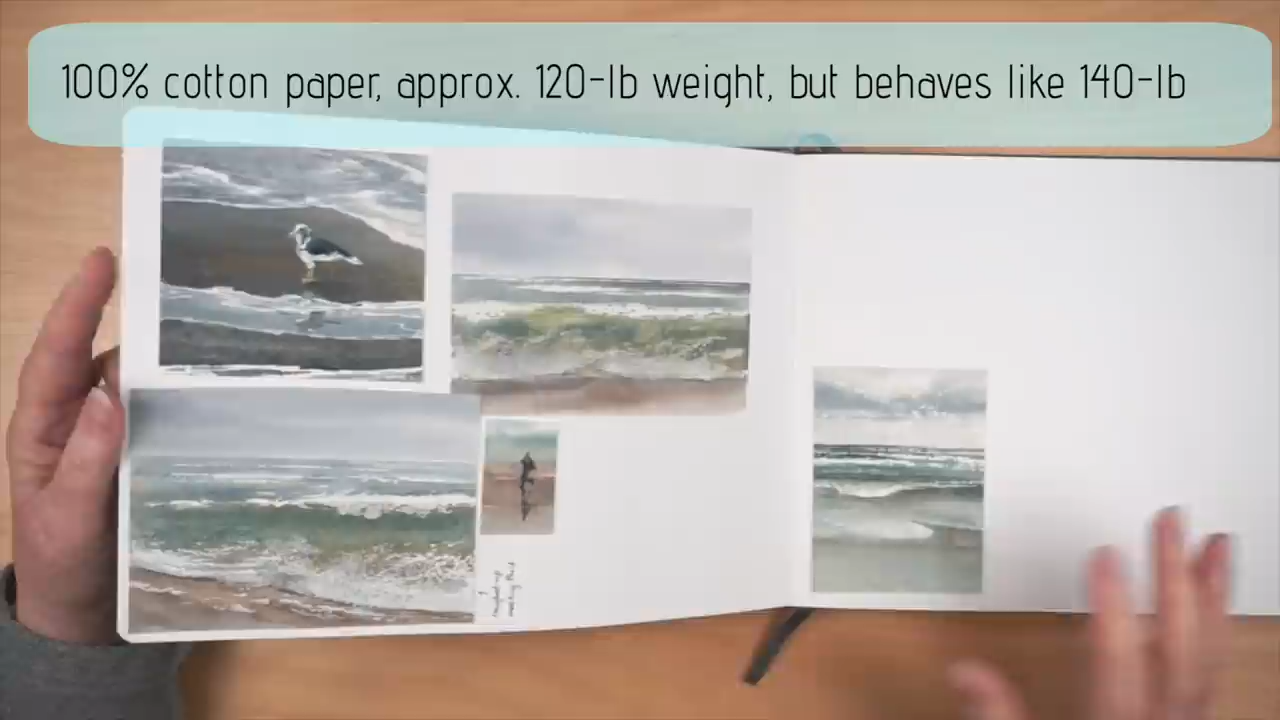 100% cotton paper, approx. 120-lb weight, but behaves like 140-lb